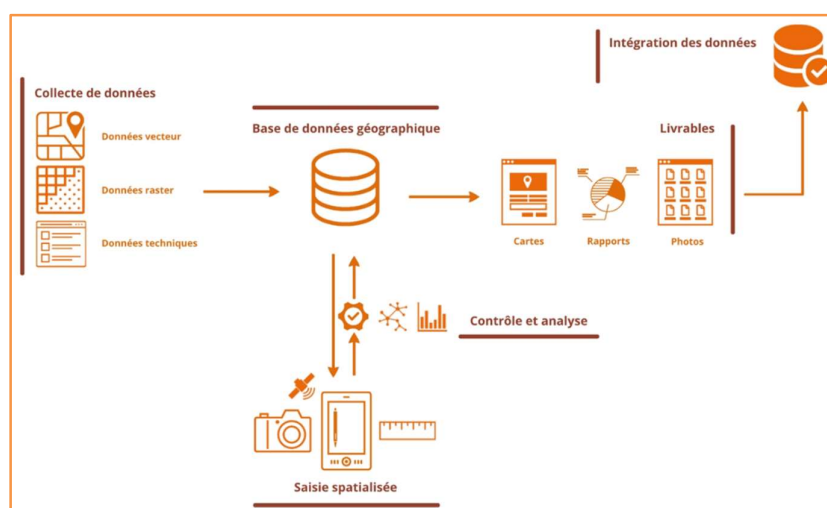 Intégration des données
Collecte de données
Données vecteur
Données raster
Données techniques
Base de données géographique
Livrables
Cartes
Rapports
Photos
Contrôle et analyse
Saisie spatialisée